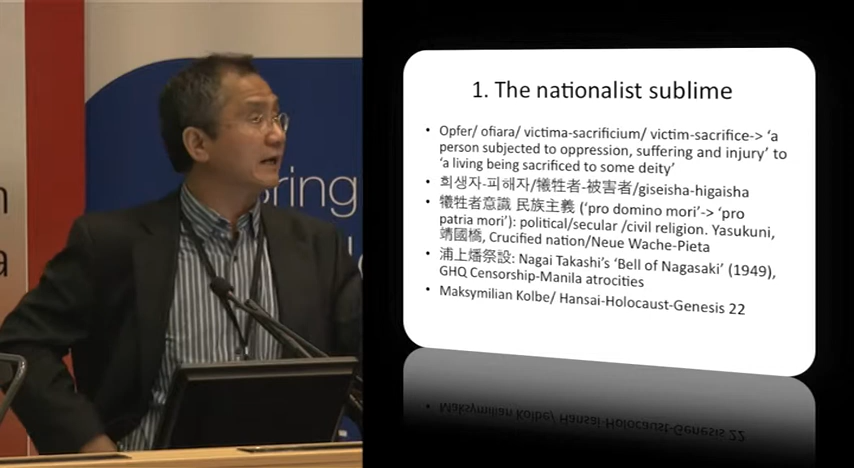 1. The nationalist sublime
• Opfer/ ofiara/ victima-sacrificium/ victim-sacrifice-> ‘a
person subjected to oppression, suffering and injury’ to
‘a living being sacrificed to some deity’
• 희생자-피해자/犠牲者-被害者/giseisha-higaisha
• 犧牲者意識 民族主義 (‘pro domino mori’-> ‘pro
patria mori’): political/secular /civil religion. Yasukuni,
靖國橋, Crucified nation/Neue Wache-Pieta
• 浦上燔祭設: Nagai Takashi’s ‘Bell of Nagasaki’ (1949),
GHQ Censorship-Manila atrocities
• Maksymilian Kolbe/ Hansai-Holocaust-Genesis 22